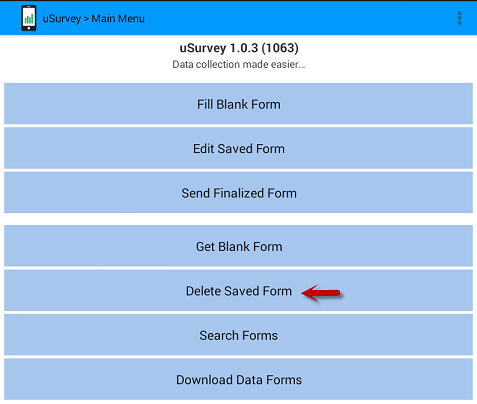 uSurvey > Main Menu
uSurvey 1.0.3 (1063)
Data collection made easier...
Fill Blank Form
Edit Saved Form
Send Finalized Form
Get Blank Form
Delete Saved Form
Search Forms
Download Data Forms